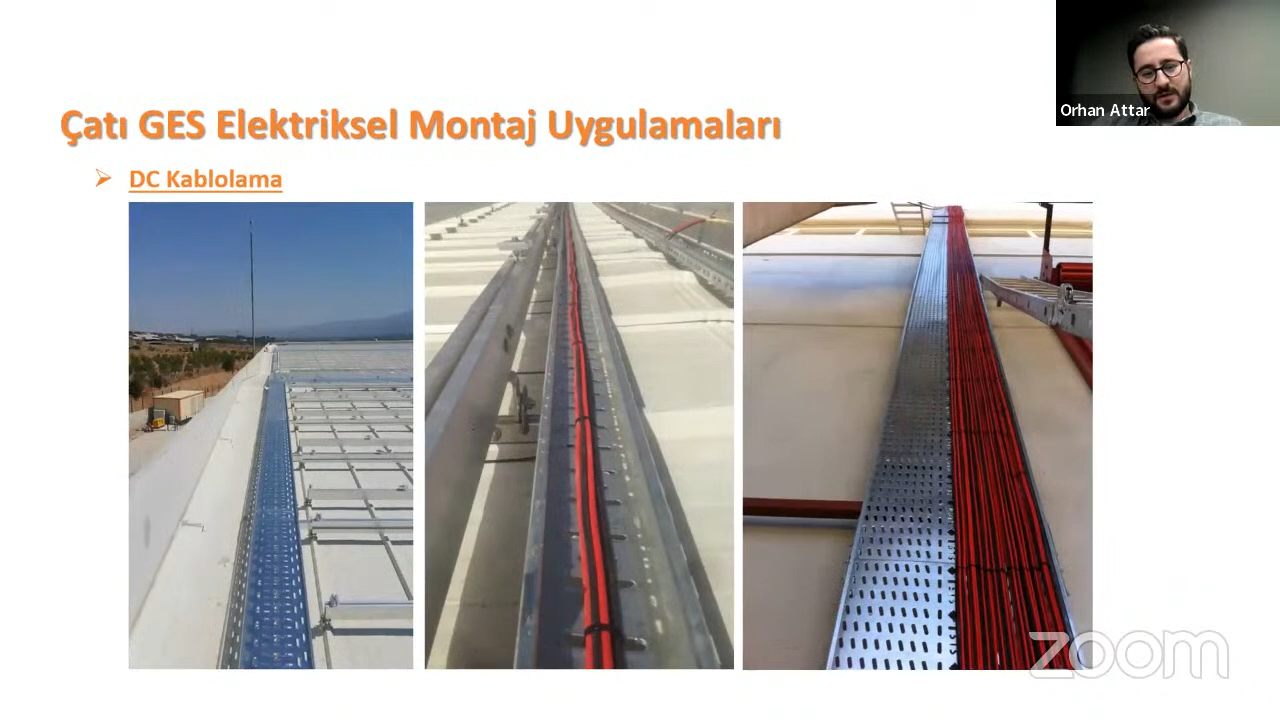 Orhan Attar
Çatı GES Elektriksel Montaj Uygulamaları
DC Kablolama
zoom